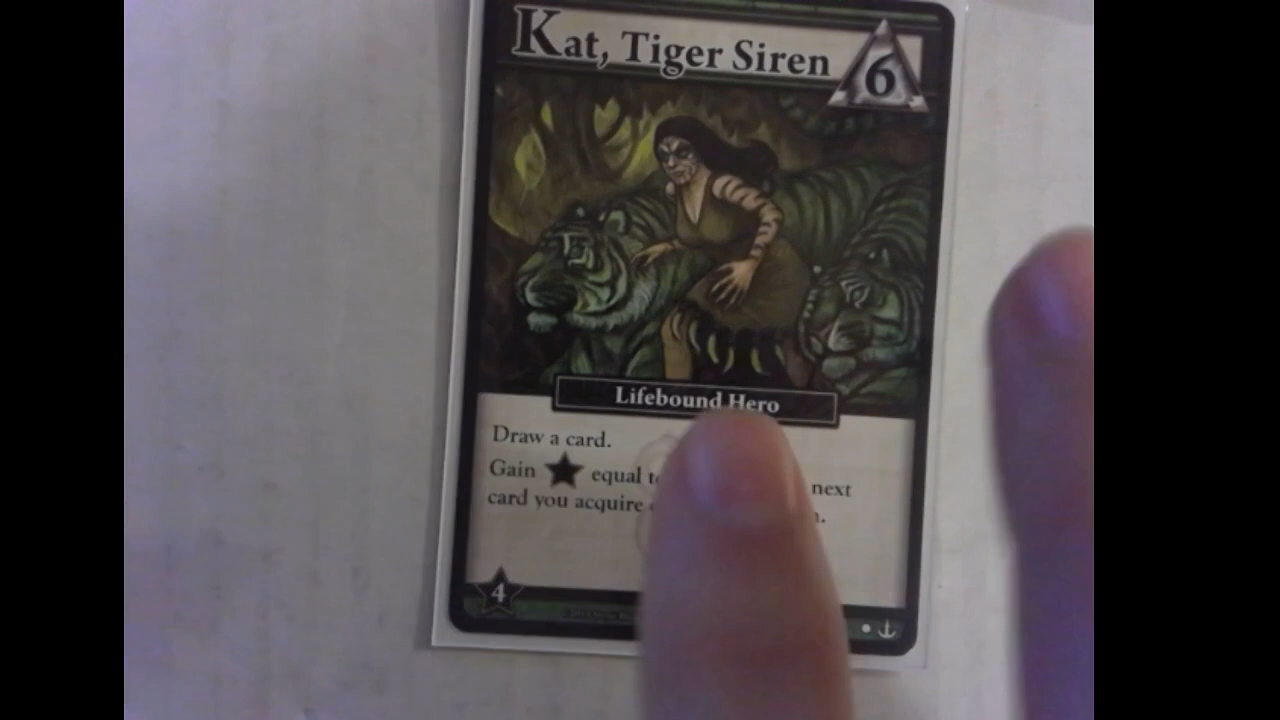 Kat, Tiger Siren
6
Lifebound Hero
Draw a card.
Gain equal next
card you acquire
4